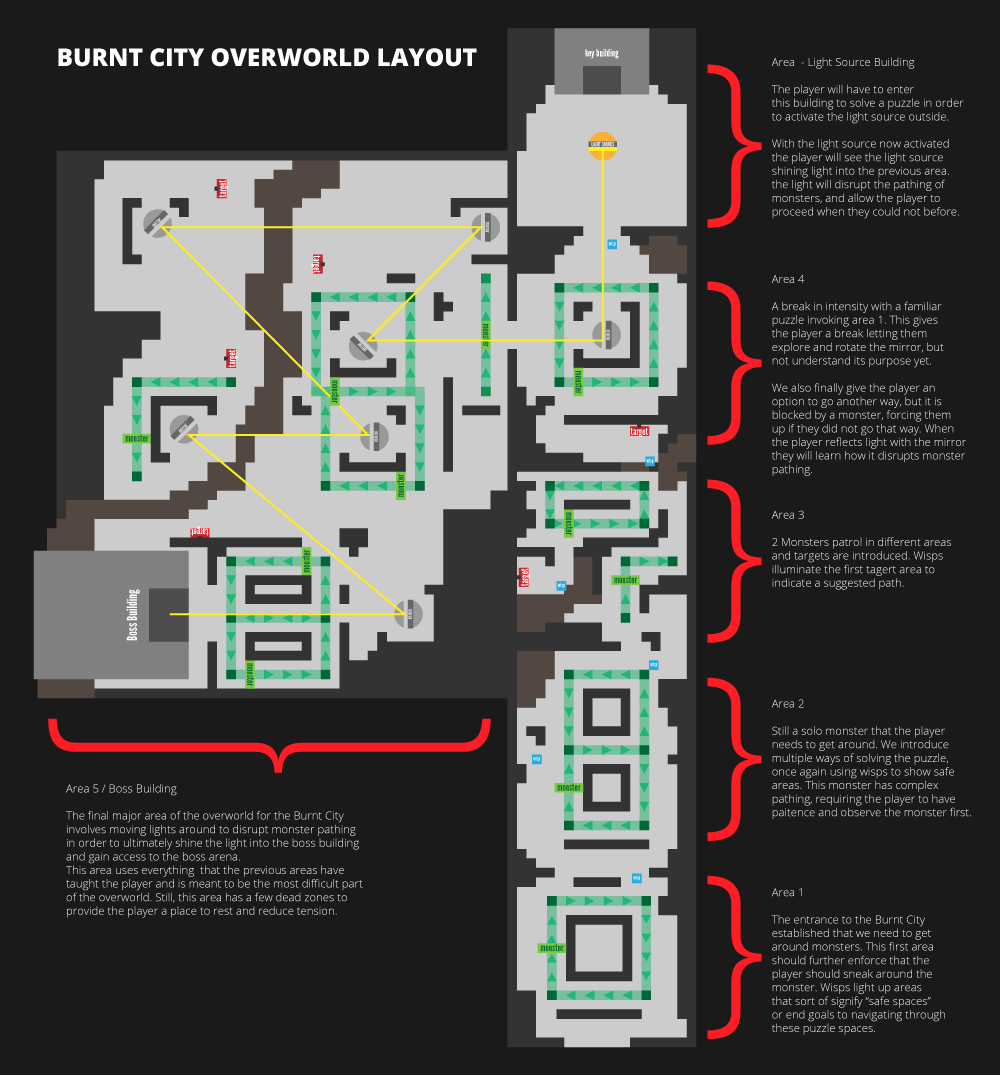 BURNT CITY OVERWORLD LAYOUT
key building
LIGHT SOURCE
Area  - Light Source Building
The player will have to enter
this building to solve a puzzle in order
to activate the light source outside.
With the light source now activated
the player will see the light source
shining light into the previous area.
the light will disrupt the pathing of
monsters, and allow the player to
proceed when they could not before.
target
target
target
target
monster
monster
monster
monster
monster
monster
Boss Building
wisp
monster
target
wisp
Area 4
A break in intensity with a familiar
puzzle invoking area 1. This gives
the player a break letting them
explore and rotate the mirror, but
not understand its purpose yet.
We also finally give the player an
option to go another way, but it is
blocked by a monster, forcing them
up if they did not go that way. When
the player reflects light with the mirror
they will learn how it disrupts monster
pathing.
monster
target
wisp
monster
Area 3
2 Monsters patrol in different areas
and targets are introduced. Wisps
illuminate the first tagert area to
indicate a suggested path.
wisp
wisp
monster
Area 2
Still a solo monster that the player
needs to get around. We introduce
multiple ways of solving the puzzle,
once again using wisps to show safe
areas. This monster has complex
pathing, requiring the player to have
paitence and observe the monster first.
wisp
monster
Area 1
The entrance to the Burnt City
established that we need to get
around monsters. This first area
should further enforce that the
player should sneak around the
monster. Wisps light up areas
that sort of signify “safe spaces”
or end goals to navigating through
these puzzle spaces.
Area 5 / Boss Building
The final major area of the overworld for the Burnt City
involves moving lights around to disrupt monster pathing
in order to ultimately shine the light into the boss building
and gain access to the boss arena.
This area uses everything  that the previous areas have
taught the player and is meant to be the most difficult part
of the overworld. Still, this area has a few dead zones to
provide the player a place to rest and reduce tension.